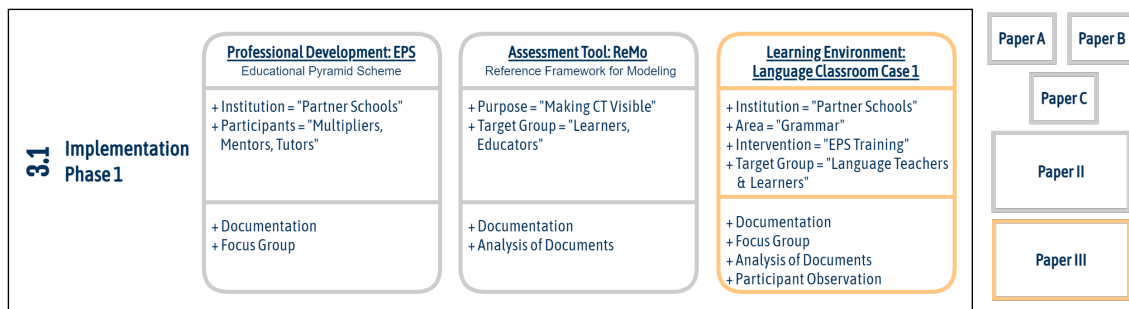 3.1 Implementation
Phase 1
Professional Development: EPS
Educational Pyramid Scheme
+ Institution = "Partner Schools"
+ Participants = "Multipliers,
Mentors, Tutors"
+ Documentation
+ Focus Group
Assessment Tool: ReMo
Reference Framework for Modeling
+ Purpose = "Making CT Visible"
+ Target Group = "Learners,
Educators"
+ Documentation
+ Analysis of Documents
Learning Environment:
Language Classroom Case 1
+ Institution = "Partner Schools"
+ Area = "Grammar"
+ Intervention = "EPS Training"
+ Target Group = "Language Teachers
& Learners"
+ Documentation
+ Focus Group
+ Analysis of Documents
+ Participant Observation
Paper A
Paper B
Paper C
Paper II
Paper III